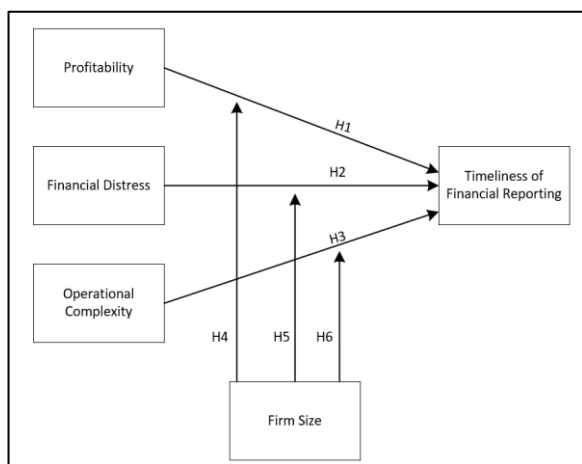 Profitability
H1
Financial Distress
H2
Timeliness of
Financial Reporting
H3
Operational
Complexity
H4
H5
H6
Firm Size